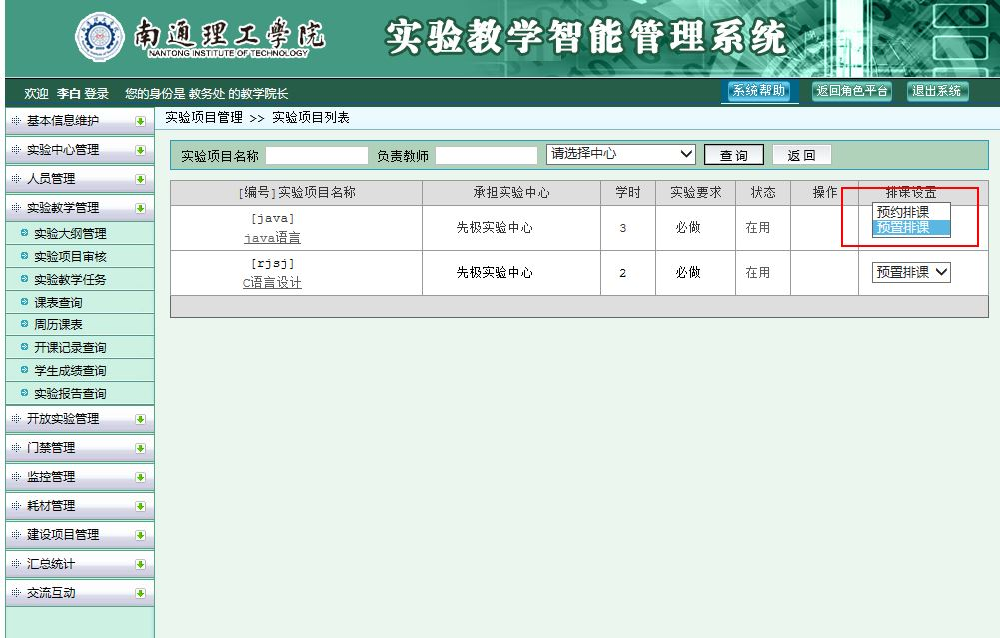 南通理工學院
NANTONG INSTITUTE OF TECHNOLOGY
实验教学智能管理系统
欢迎 李白 登录 您的身份是 教务处 的教学院长
系统帮助 返回角色平台 退出系统
基本信息维护
实验中心管理
人员管理
实验教学管理
实验大纲管理
实验项目审核
实验教学任务
课表查询
周历课表
开课记录查询
学生成绩查询
实验报告查询
开放实验管理
门禁管理
监控管理
耗材管理
建设项目管理
汇总统计
交流互动
实验项目管理 >> 实验项目列表
实验项目名称 负责教师 请选择中心 查 询 返 回
[编号]实验项目名称 承担实验中心 学时 实验要求 状态 操作 排课设置
[java]
java语言 先极实验中心 3 必做 在用
预约排课
预置排课
[rjsj]
C语言设计 先极实验中心 2 必做 在用 预置排课